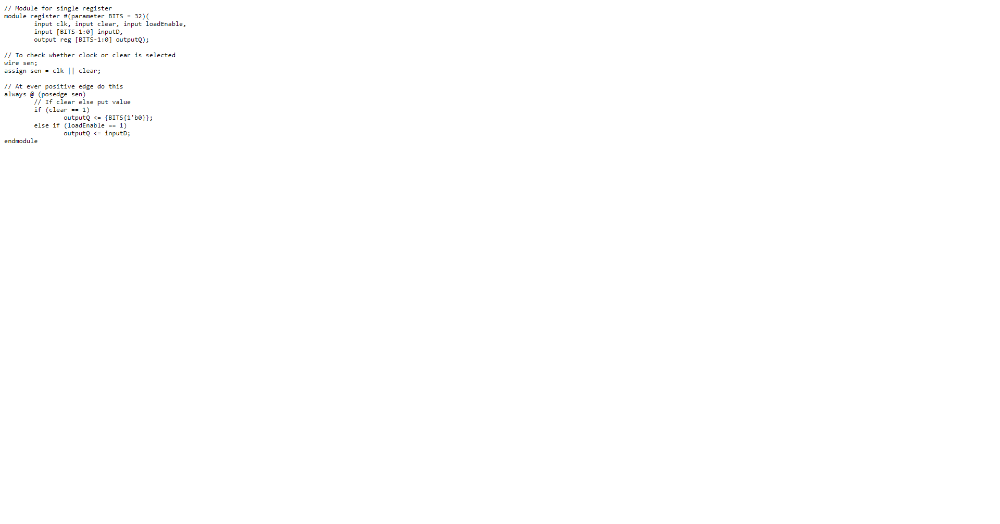 // Module for single register
module register #(parameter BITS = 32)(
        input clk, input clear, input loadEnable,
        input [BITS-1:0] inputD,
        output reg [BITS-1:0] outputQ);

// To check whether clock or clear is selected
wire sen;
assign sen = clk || clear;

// At ever positive edge do this
always @ (posedge sen)
        // If clear else put value
        if (clear == 1)
                outputQ <= {BITS{1'b0}};
        else if (loadEnable == 1)
                outputQ <= inputD;
endmodule